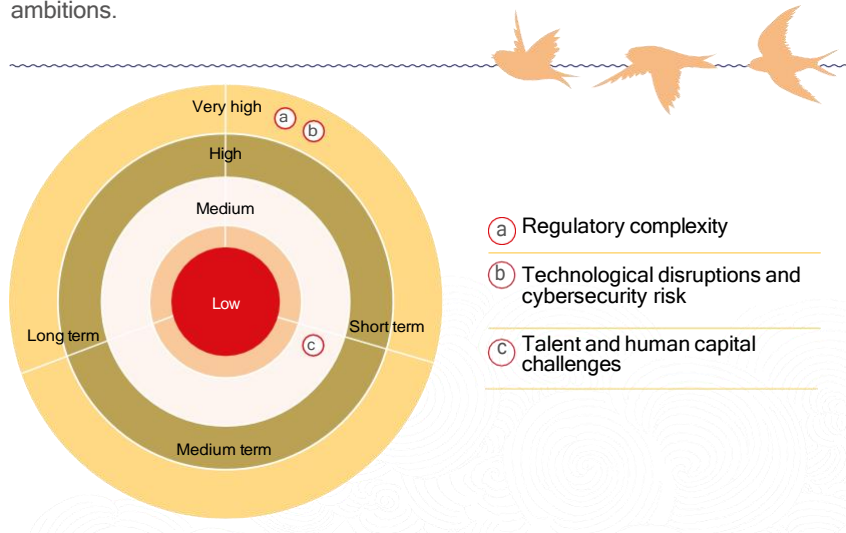 ambitions.
Very high
a
b
High
Medium
Low
Long term
Short term
c
Medium term
a Regulatory complexity
b Technological disruptions and
cybersecurity risk
c Talent and human capital
challenges